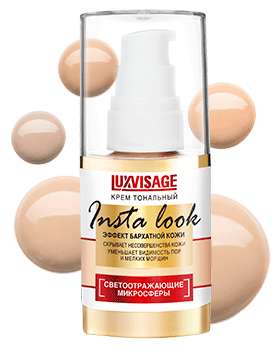 LUXVISAGE
КРЕМ ТОНАЛЬНЫЙ
Insta look
ЭФФЕКТ БАРХАТНОЙ КОЖИ
СКРЫВАЕТ НЕСОВЕРШЕНСТВА КОЖИ
УМЕНЬШАЕТ ВИДИМОСТЬ ПОР
И МЕЛКИХ МОРЩИН
СВЕТООТРАЖАЮЩИЕ
МИКРОСФЕРЫ